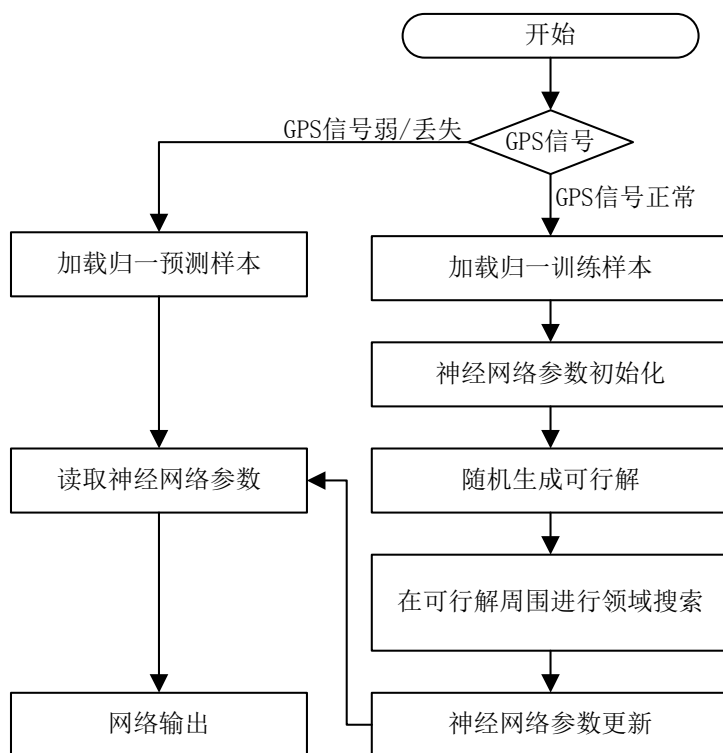 开始
GPS信号弱/丢失
GPS信号
GPS信号正常
加载归一预测样本
加载归一训练样本
神经网络参数初始化
读取神经网络参数
随机生成可行解
在可行解周围进行领域搜索
网络输出
神经网络参数更新